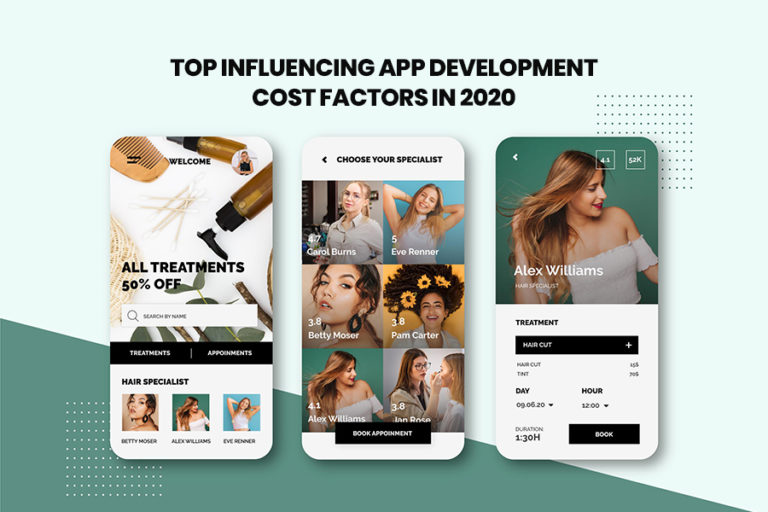 TOP INFLUENCING APP DEVELOPMENT
COST FACTORS IN 2020
WELCOME
ALL TREATMENTS
50% OFF
SEARCH BY NAME
TREATMENTS
APPOINMENTS
HAIR SPECIALIST
BETTY MOSER
ALEX WILLIAMS
EVE RENNER
CHOOSE YOUR SPECIALIST
4.7
Carol Burns
5
Eve Renner
3.8
Betty Moser
3.8
Pam Carter
4.1
Alex Williams
3.8
Jan Rose
BOOK APPOINMENT
4.1
52K
Alex Williams
HAIR SPECIALIST
TREATMENT
HAIR CUT +
HAIR CUT 15$
TINT 70$
DAY
09.06.20
HOUR
12:00
DURATION:
1:30H
BOOK